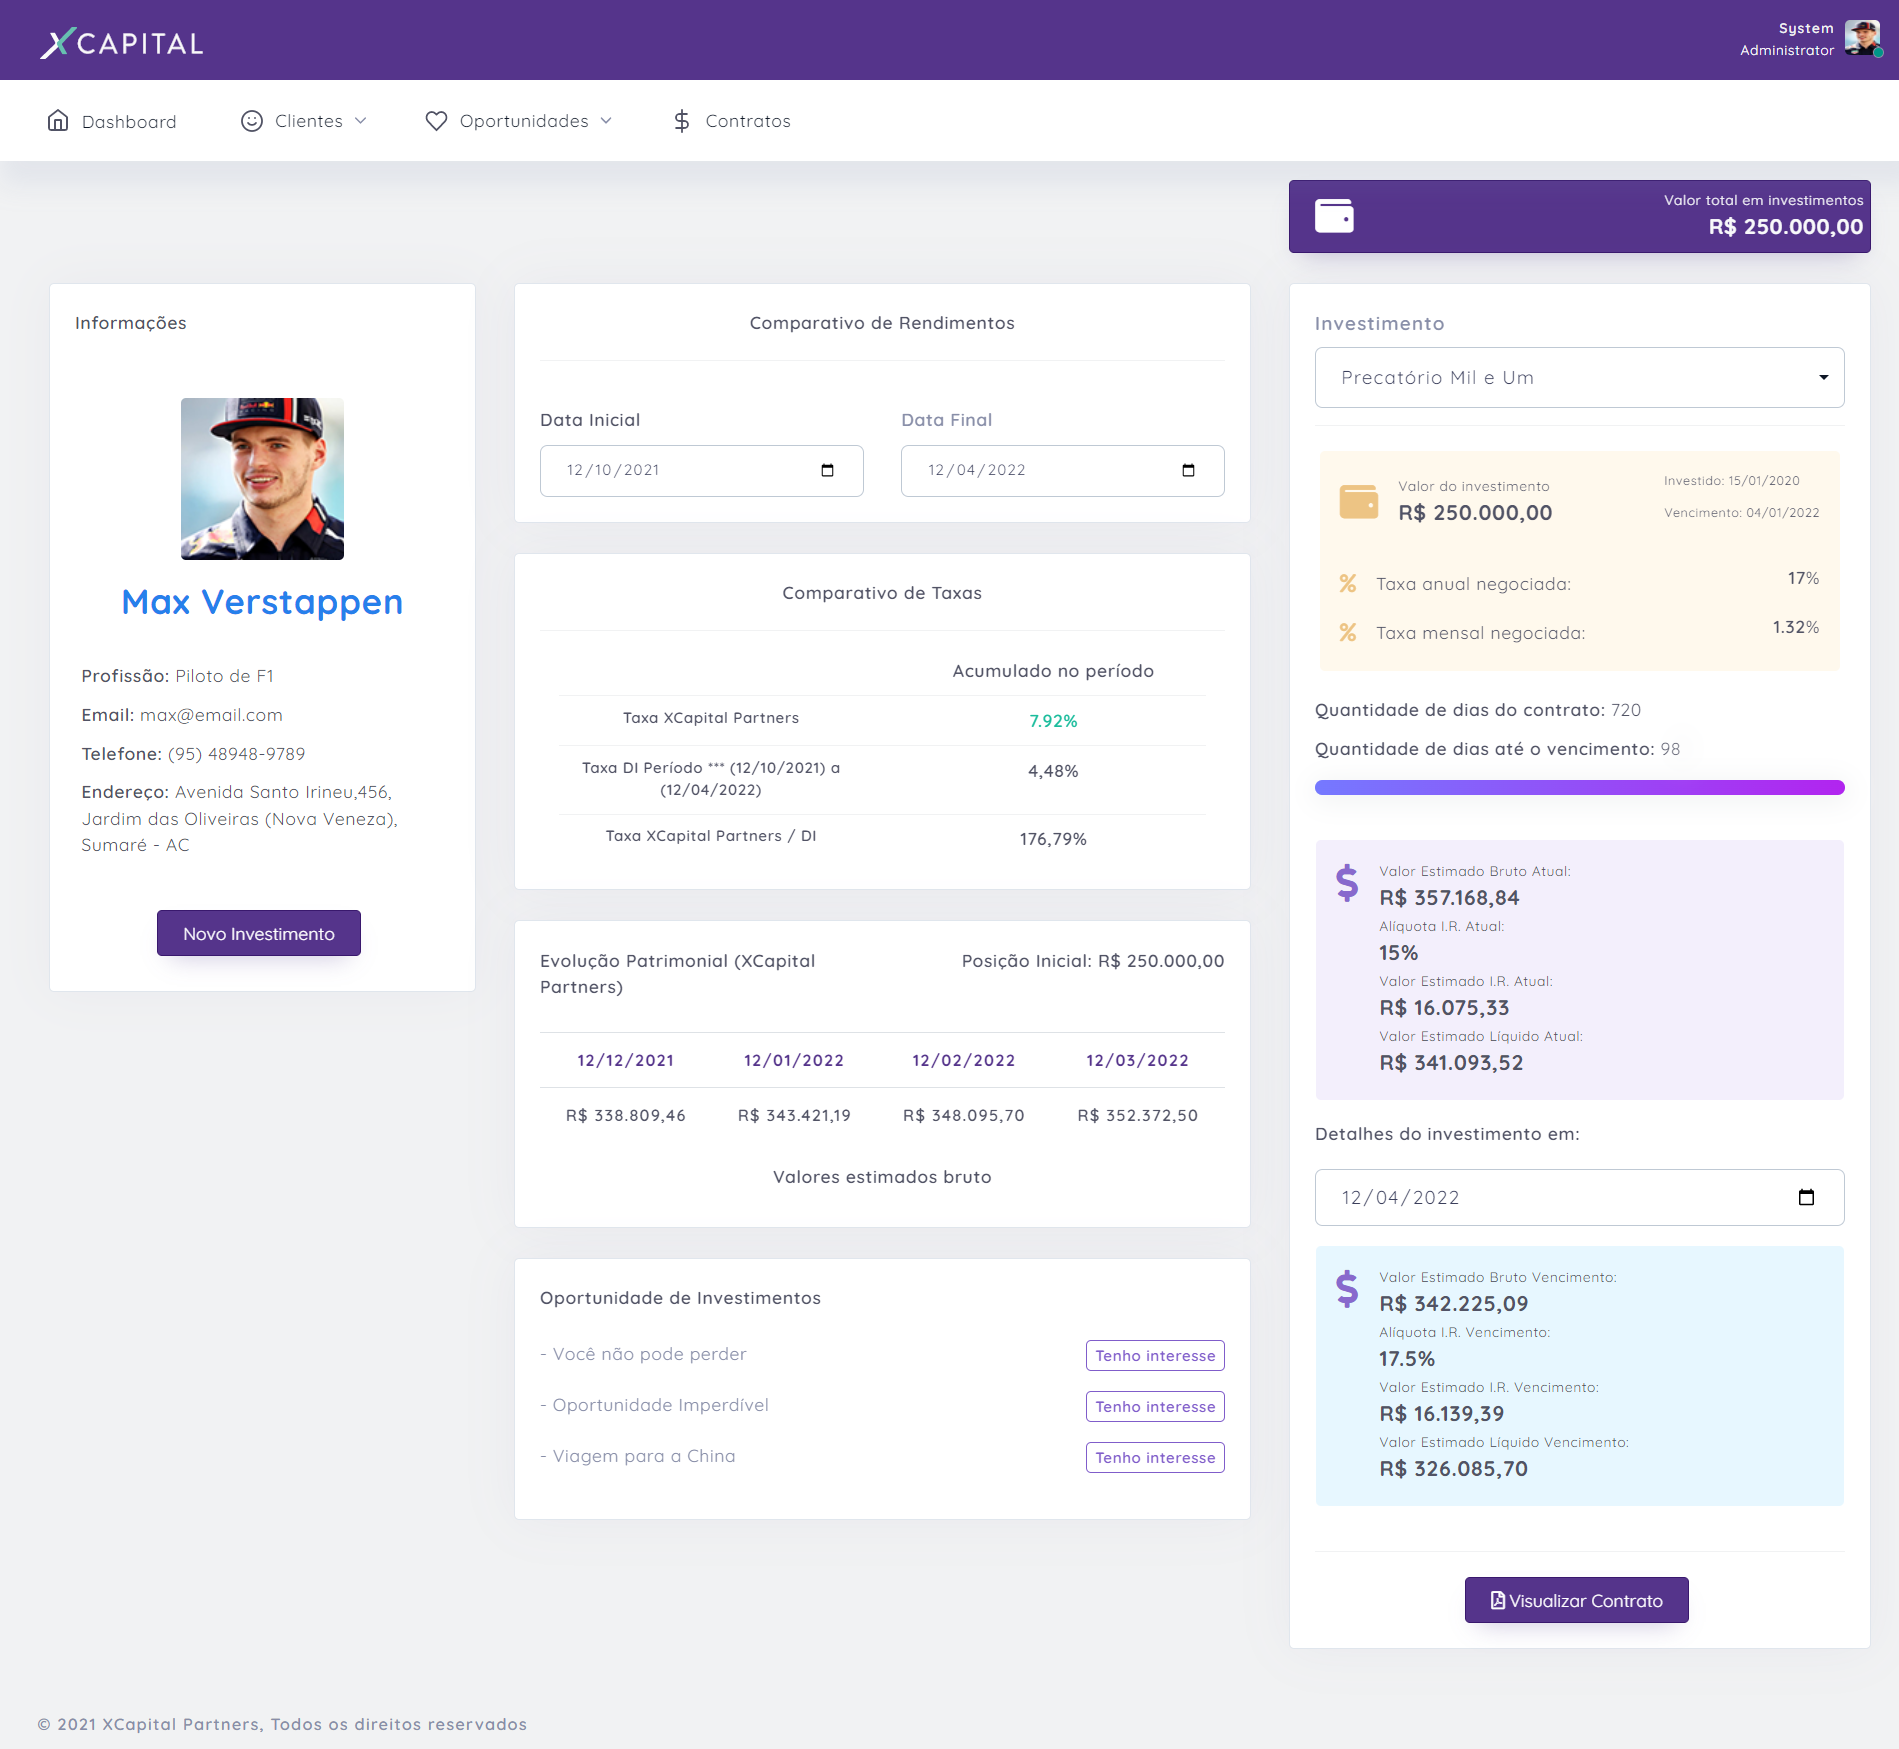 XCAPITAL
System
Administrator
Dashboard
Clientes
Oportunidades
Contratos
Valor total em investimentos
R$ 250.000,00
Informações
Max Verstappen
Profissão: Piloto de F1
Email: max@email.com
Telefone: (95) 48948-9789
Endereço: Avenida Santo Irineu,456,
Jardim das Oliveiras (Nova Veneza),
Sumaré - AC
Novo Investimento
Comparativo de Rendimentos
Data Inicial
Data Final
12/10/2021
12/04/2022
Comparativo de Taxas
Acumulado no período
Taxa XCapital Partners
7.92%
Taxa DI Período *** (12/10/2021) a
(12/04/2022)
4,48%
Taxa XCapital Partners / DI
176,79%
Evolução Patrimonial (XCapital
Partners)
Posição Inicial: R$ 250.000,00
12/12/2021 12/01/2022 12/02/2022 12/03/2022
R$ 338.809,46 R$ 343.421,19 R$ 348.095,70 R$ 352.372,50
Valores estimados bruto
Oportunidade de Investimentos
- Você não pode perder
Tenho interesse
- Oportunidade Imperdível
Tenho interesse
- Viagem para a China
Tenho interesse
Investimento
Precatório Mil e Um
Valor do investimento
R$ 250.000,00
Investido: 15/01/2020
Vencimento: 04/01/2022
% Taxa anual negociada: 17%
% Taxa mensal negociada: 1.32%
Quantidade de dias do contrato: 720
Quantidade de dias até o vencimento: 98
Valor Estimado Bruto Atual:
R$ 357.168,84
Alíquota I.R. Atual:
15%
Valor Estimado I.R. Atual:
R$ 16.075,33
Valor Estimado Líquido Atual:
R$ 341.093,52
Detalhes do investimento em:
12/04/2022
Valor Estimado Bruto Vencimento:
R$ 342.225,09
Alíquota I.R. Vencimento:
17.5%
Valor Estimado I.R. Vencimento:
R$ 16.139,39
Valor Estimado Líquido Vencimento:
R$ 326.085,70
Visualizar Contrato
© 2021 XCapital Partners, Todos os direitos reservados